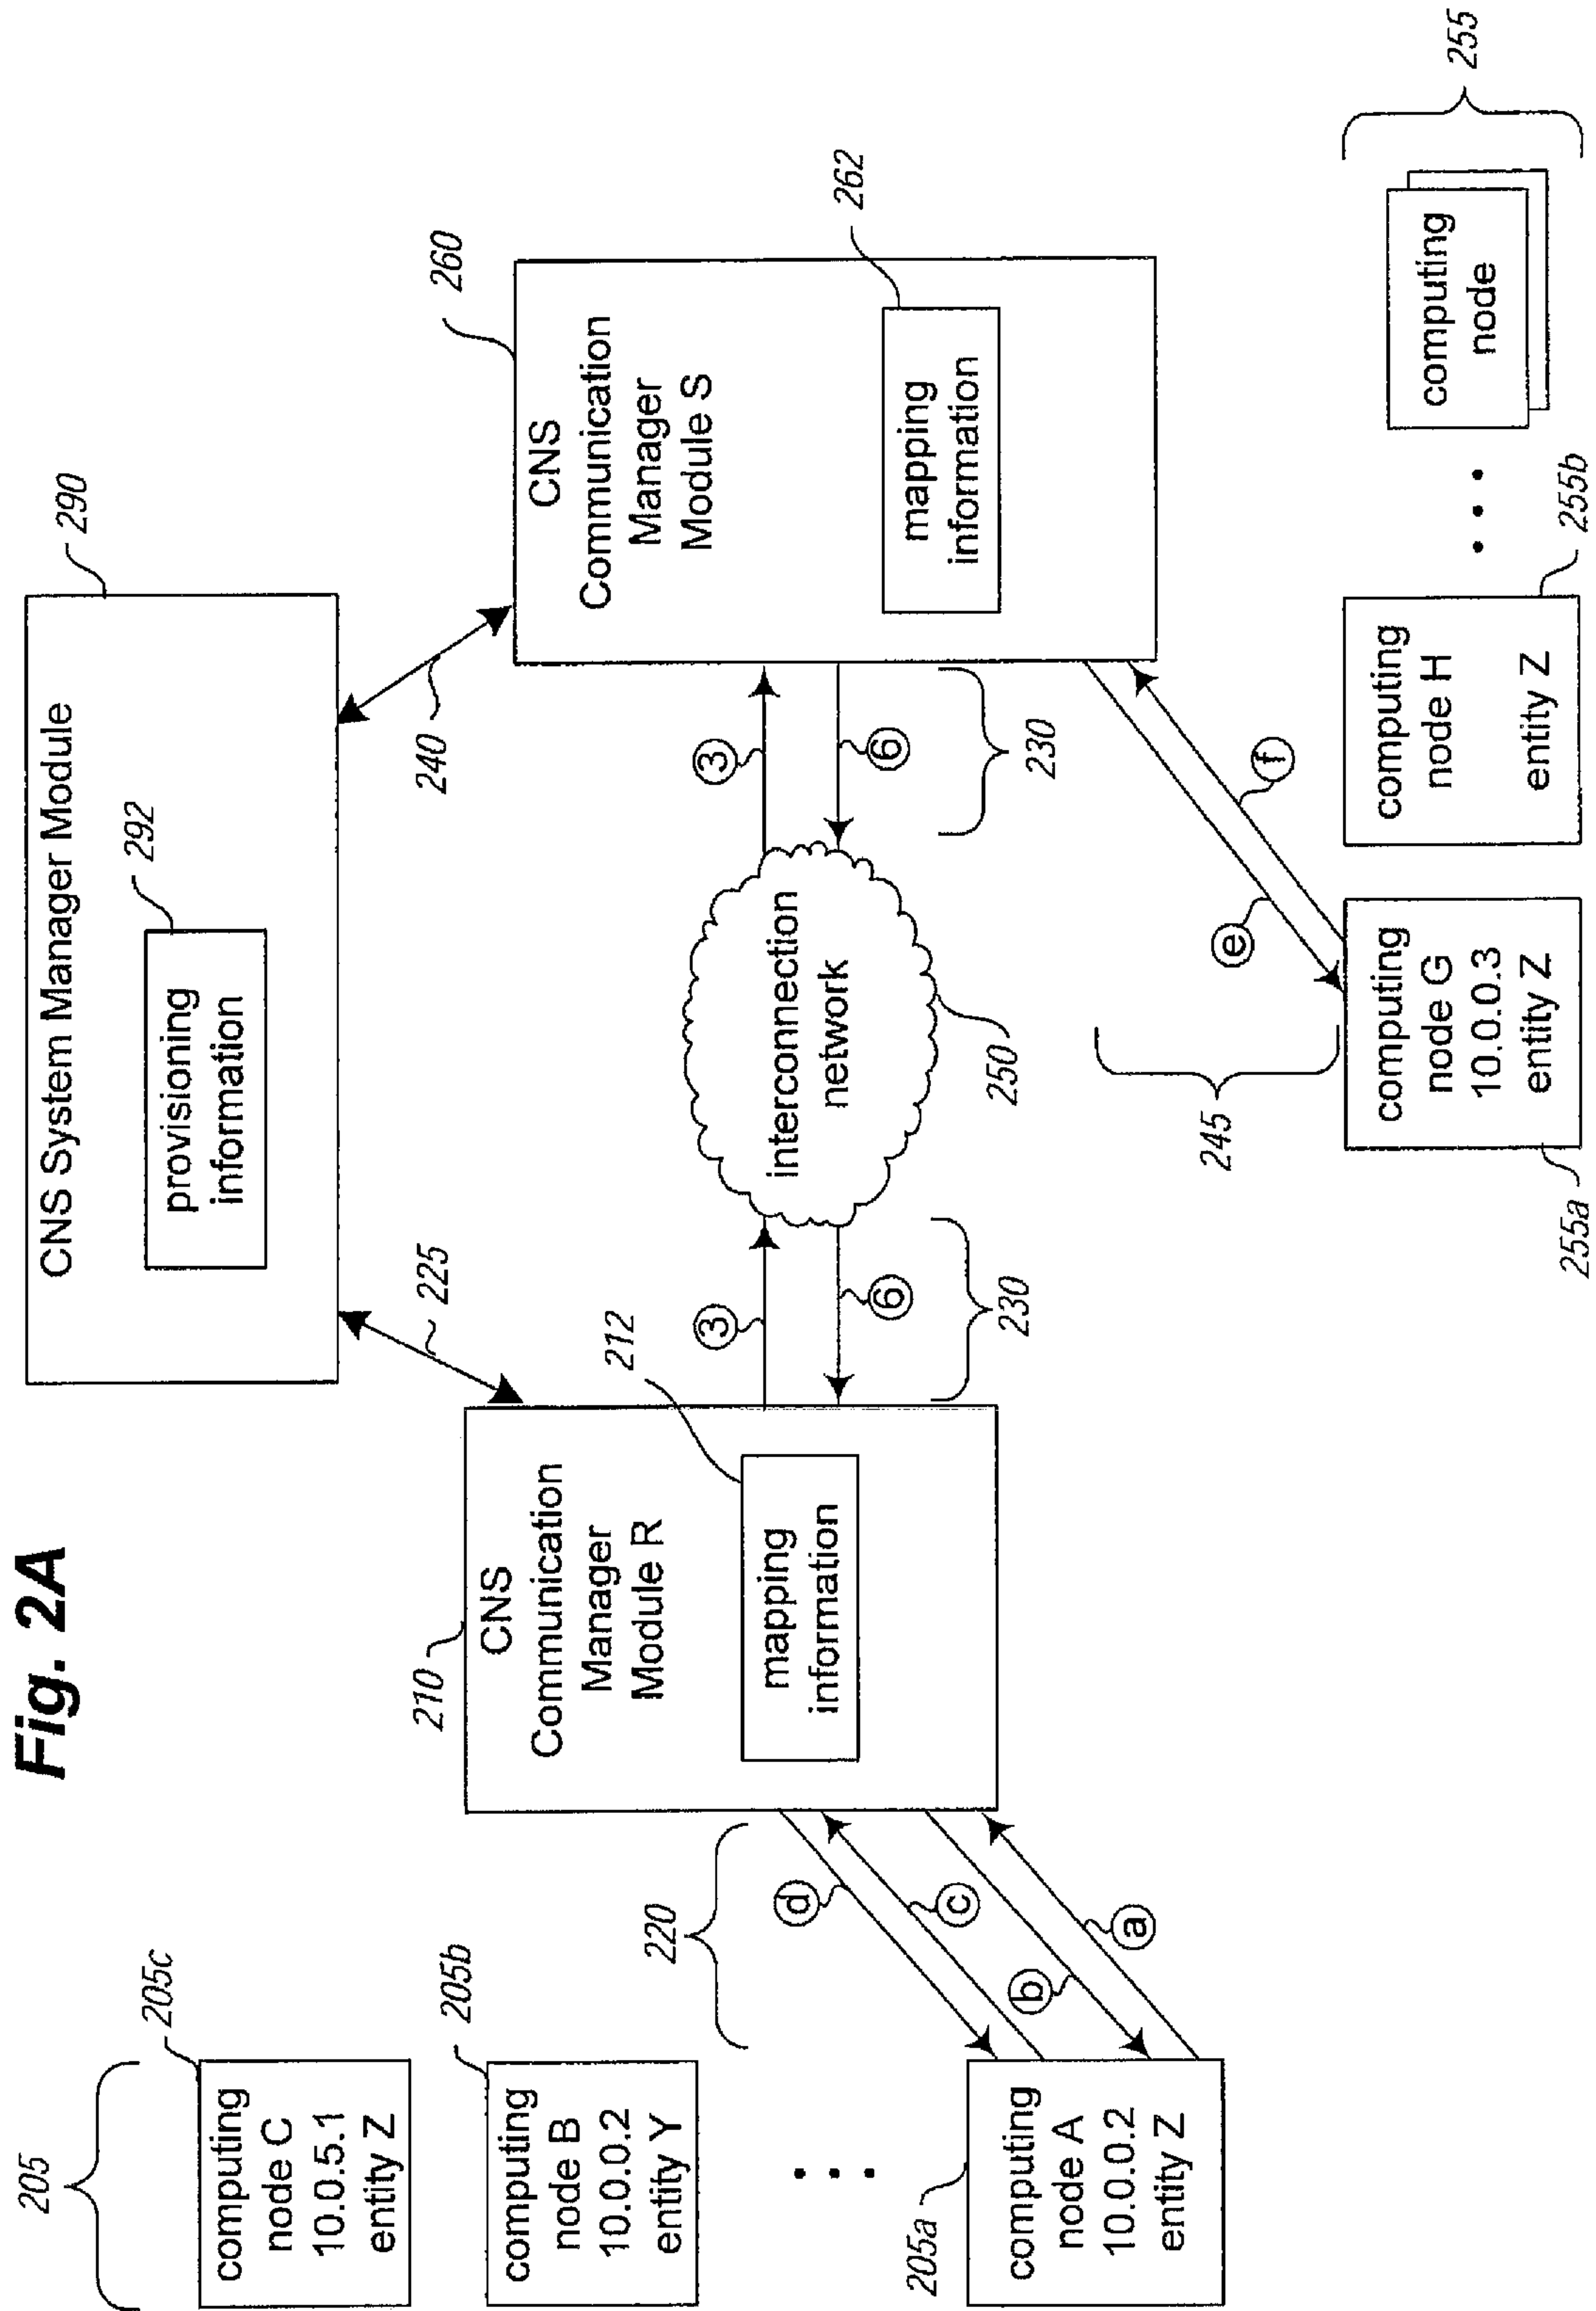 Fig. 2A
205
205c
computing
node C
10.0.5.1
entity Z
205b
computing
node B
10.0.0.2
entity Y
205a
computing
node A
10.0.0.2
entity Z
220
d
c
b
a
210
CNS
Communication
Manager
Module R
212
mapping
information
225
CNS System Manager Module
290
292
provisioning
information
240
3
6
230
interconnection
network
250
3
6
230
260
CNS
Communication
Manager
Module S
262
mapping
information
e
f
245
255a
computing
node G
10.0.0.3
entity Z
255b
computing
node H
entity Z
computing
node
255